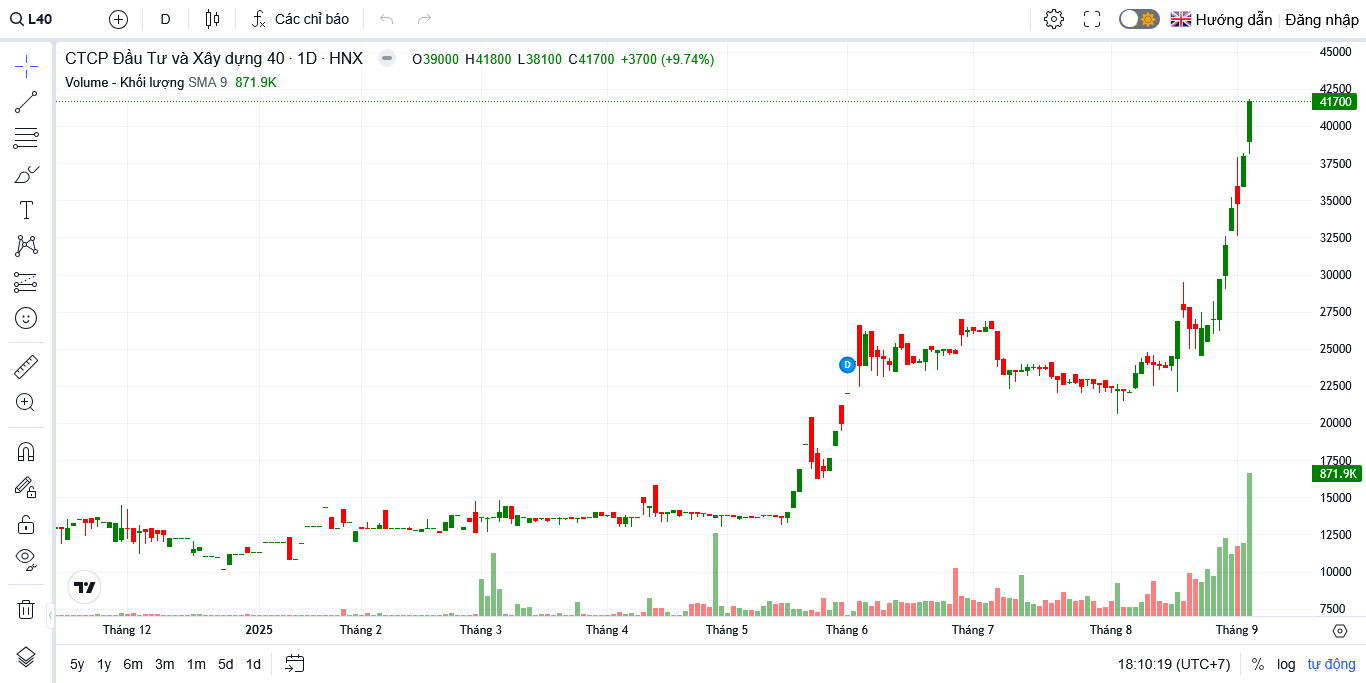 L40 D Các chỉ báo Hướng dẫn Đăng nhập
CTCP Đầu Tư và Xây dựng 40 · 1D · HNX O39000 H41800 L38100 C41700 +3700 (+9.74%)
Volume - Khối lượng SMA 9 871.9K
45000
42500
41700
40000
37500
35000
32500
30000
27500
25000
D
22500
20000
17500
871.9K
15000
12500
10000
7500
Tháng 12 2025 Tháng 2 Tháng 3 Tháng 4 Tháng 5 Tháng 6 Tháng 7 Tháng 8 Tháng 9
5y 1y 6m 3m 1m 5d 1d 18:10:19 (UTC+7) % log tự động